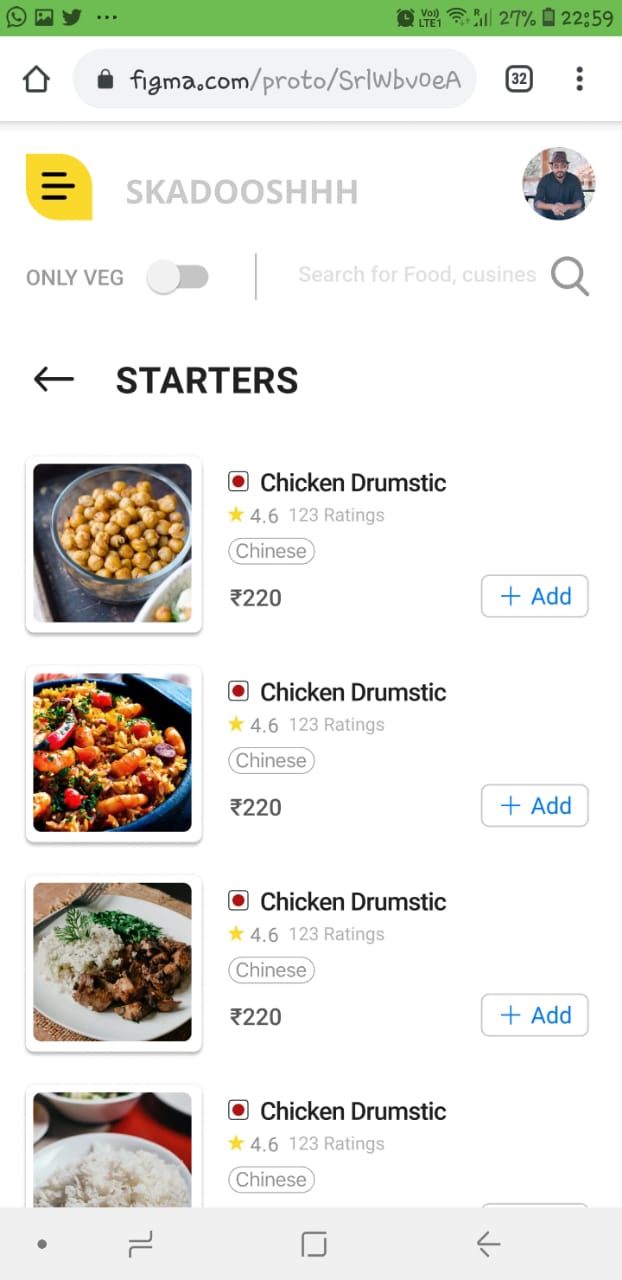 Vo)) LTE1 R 27% 22:59
figma.com/proto/SrlWbv0eA 32
SKADOOSHHH
ONLY VEG Search for Food, cusines
STARTERS
Chicken Drumstic
4.6 123 Ratings
Chinese
₹220 + Add
Chicken Drumstic
4.6 123 Ratings
Chinese
₹220 + Add
Chicken Drumstic
4.6 123 Ratings
Chinese
₹220 + Add
Chicken Drumstic
4.6 123 Ratings
Chinese